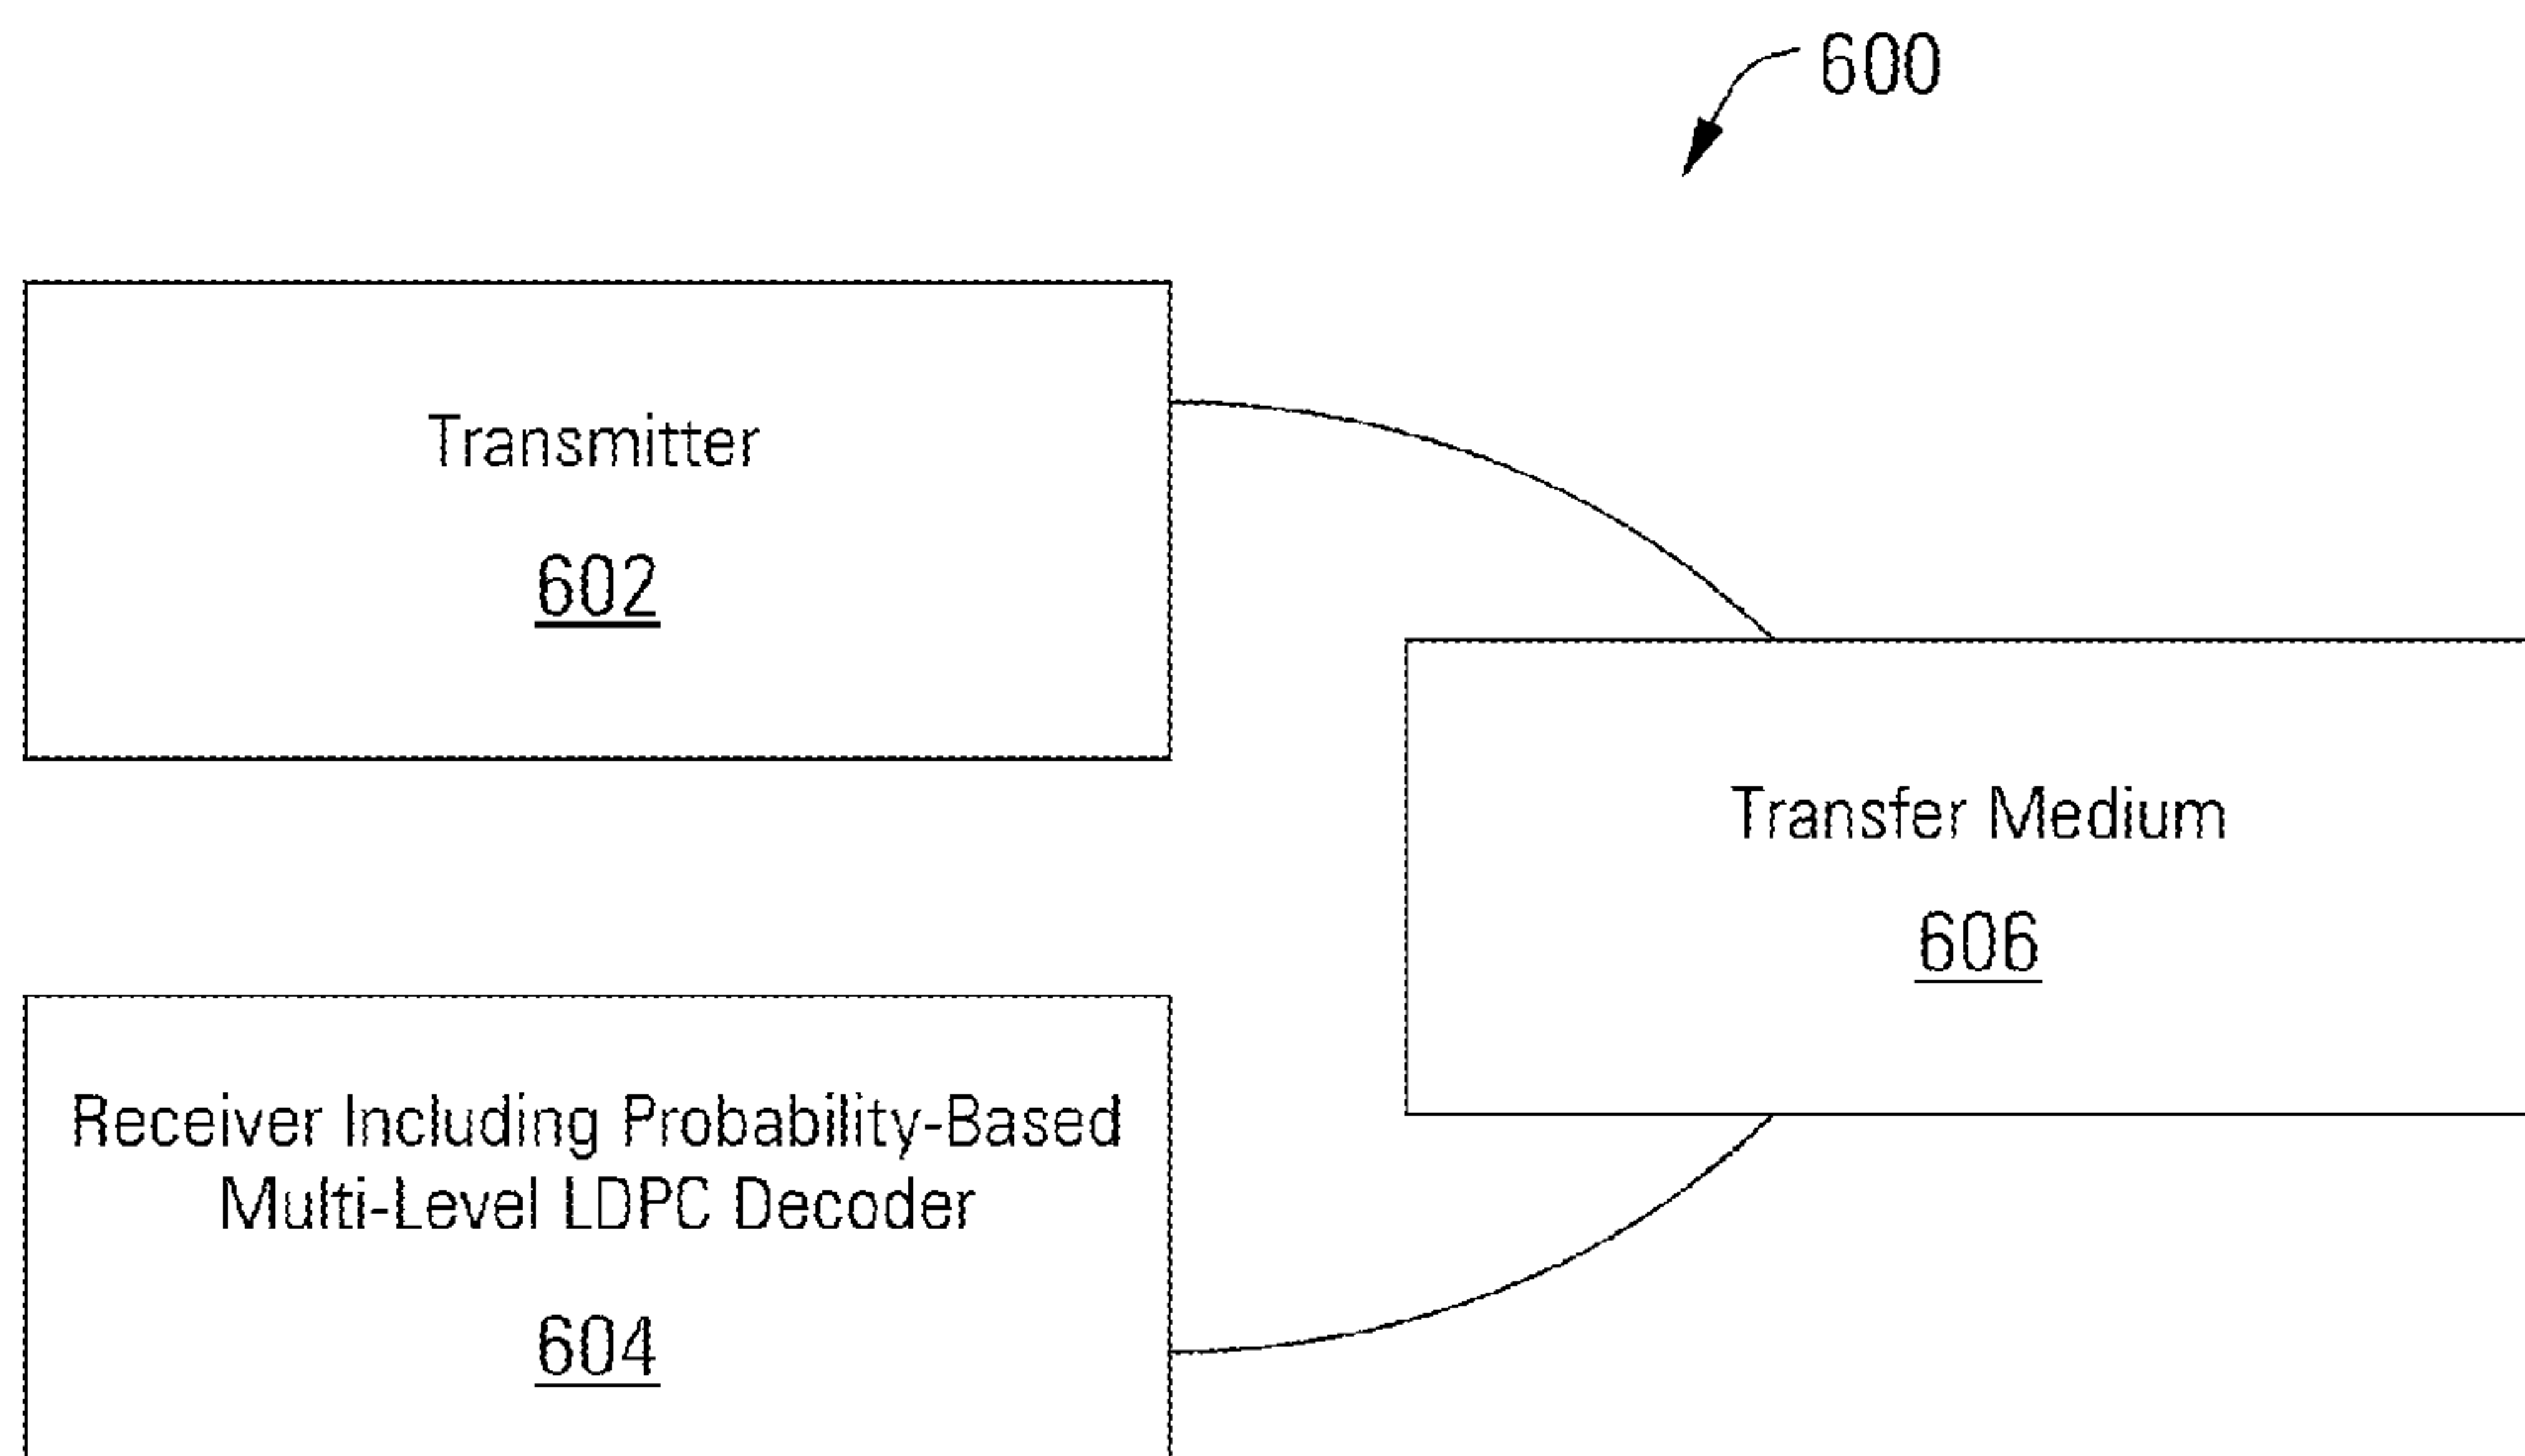 600
Transmitter
602
Transfer Medium
606
Receiver Including Probability-Based
Multi-Level LDPC Decoder
604